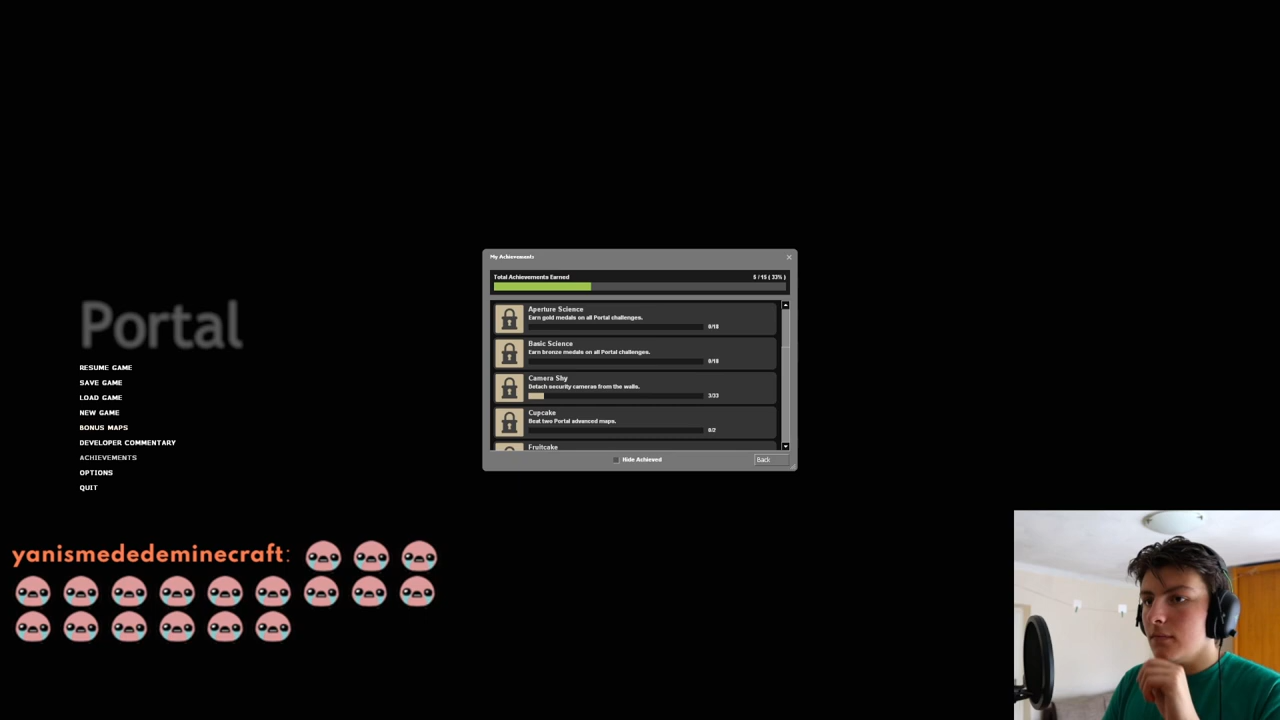 My Achievements
Total Achievements Earned
5 / 15 ( 33% )
Aperture Science
Earn gold medals on all Portal challenges.
0/18
Basic Science
Earn bronze medals on all Portal challenges.
0/18
Camera Shy
Detach security cameras from the walls.
3/33
Cupcake
Beat two Portal advanced maps.
0/2
Fruitcake
Hide Achieved
Back
Portal
RESUME GAME
SAVE GAME
LOAD GAME
NEW GAME
BONUS MAPS
DEVELOPER COMMENTARY
ACHIEVEMENTS
OPTIONS
QUIT
yanismededeminecraft: